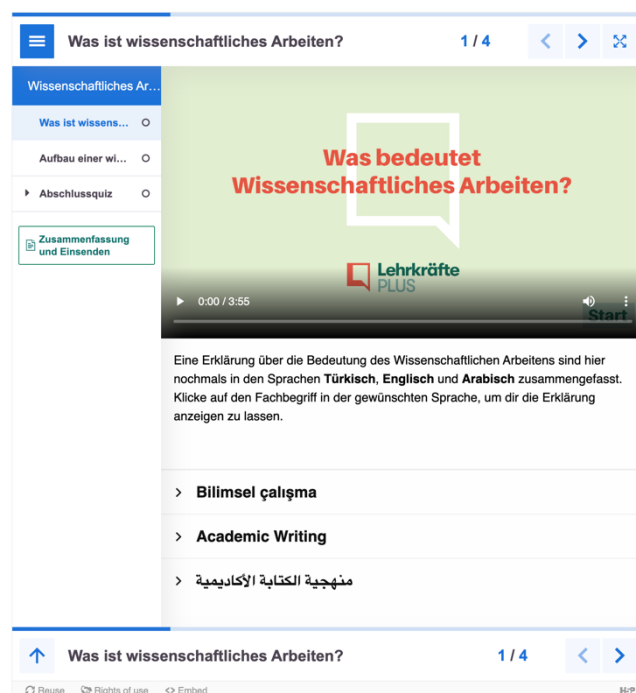 Was ist wissenschaftliches Arbeiten?
1 / 4
Wissenschaftliches Ar...
Was ist wissens...
Aufbau einer wi...
Abschlussquiz
Zusammenfassung
und Einsenden
Was bedeutet
Wissenschaftliches Arbeiten?
Lehrkräfte
PLUS
0:00 / 3:55
Start
Eine Erklärung über die Bedeutung des Wissenschaftlichen Arbeitens sind hier
nochmals in den Sprachen Türkisch, Englisch und Arabisch zusammengefasst.
Klicke auf den Fachbegriff in der gewünschten Sprache, um dir die Erklärung
anzeigen zu lassen.
Bilimsel çalışma
Academic Writing
منهجية الكتابة الأكاديمية
Was ist wissenschaftliches Arbeiten?
1 / 4
Reuse
Rights of use
<> Embed